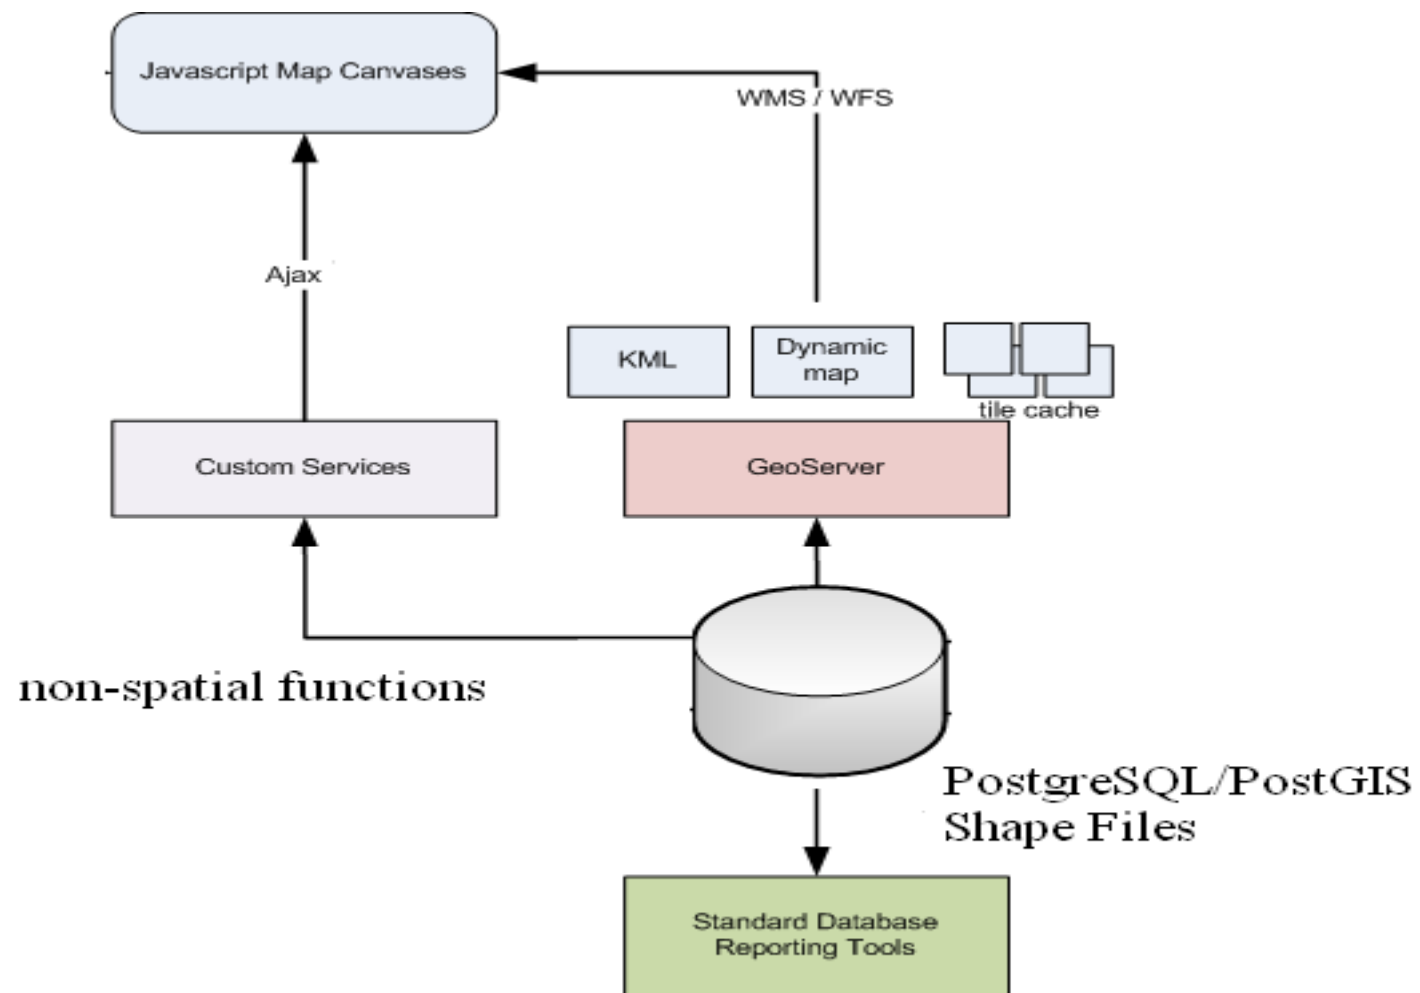 Javascript Map Canvases
WMS / WFS
Ajax
KML
Dynamic
map
tile cache
Custom Services
GeoServer
non-spatial functions
PostgreSQL/PostGIS
Shape Files
Standard Database
Reporting Tools